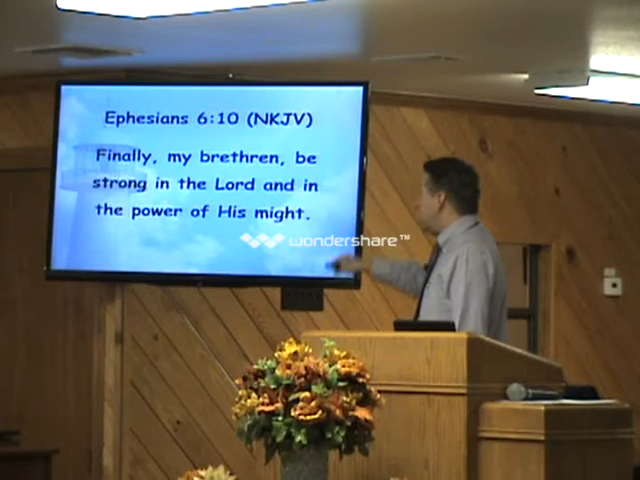 Ephesians 6:10 (NKJV)
Finally, my brethren, be
strong in the Lord and in
the power of His might.
wondershare™